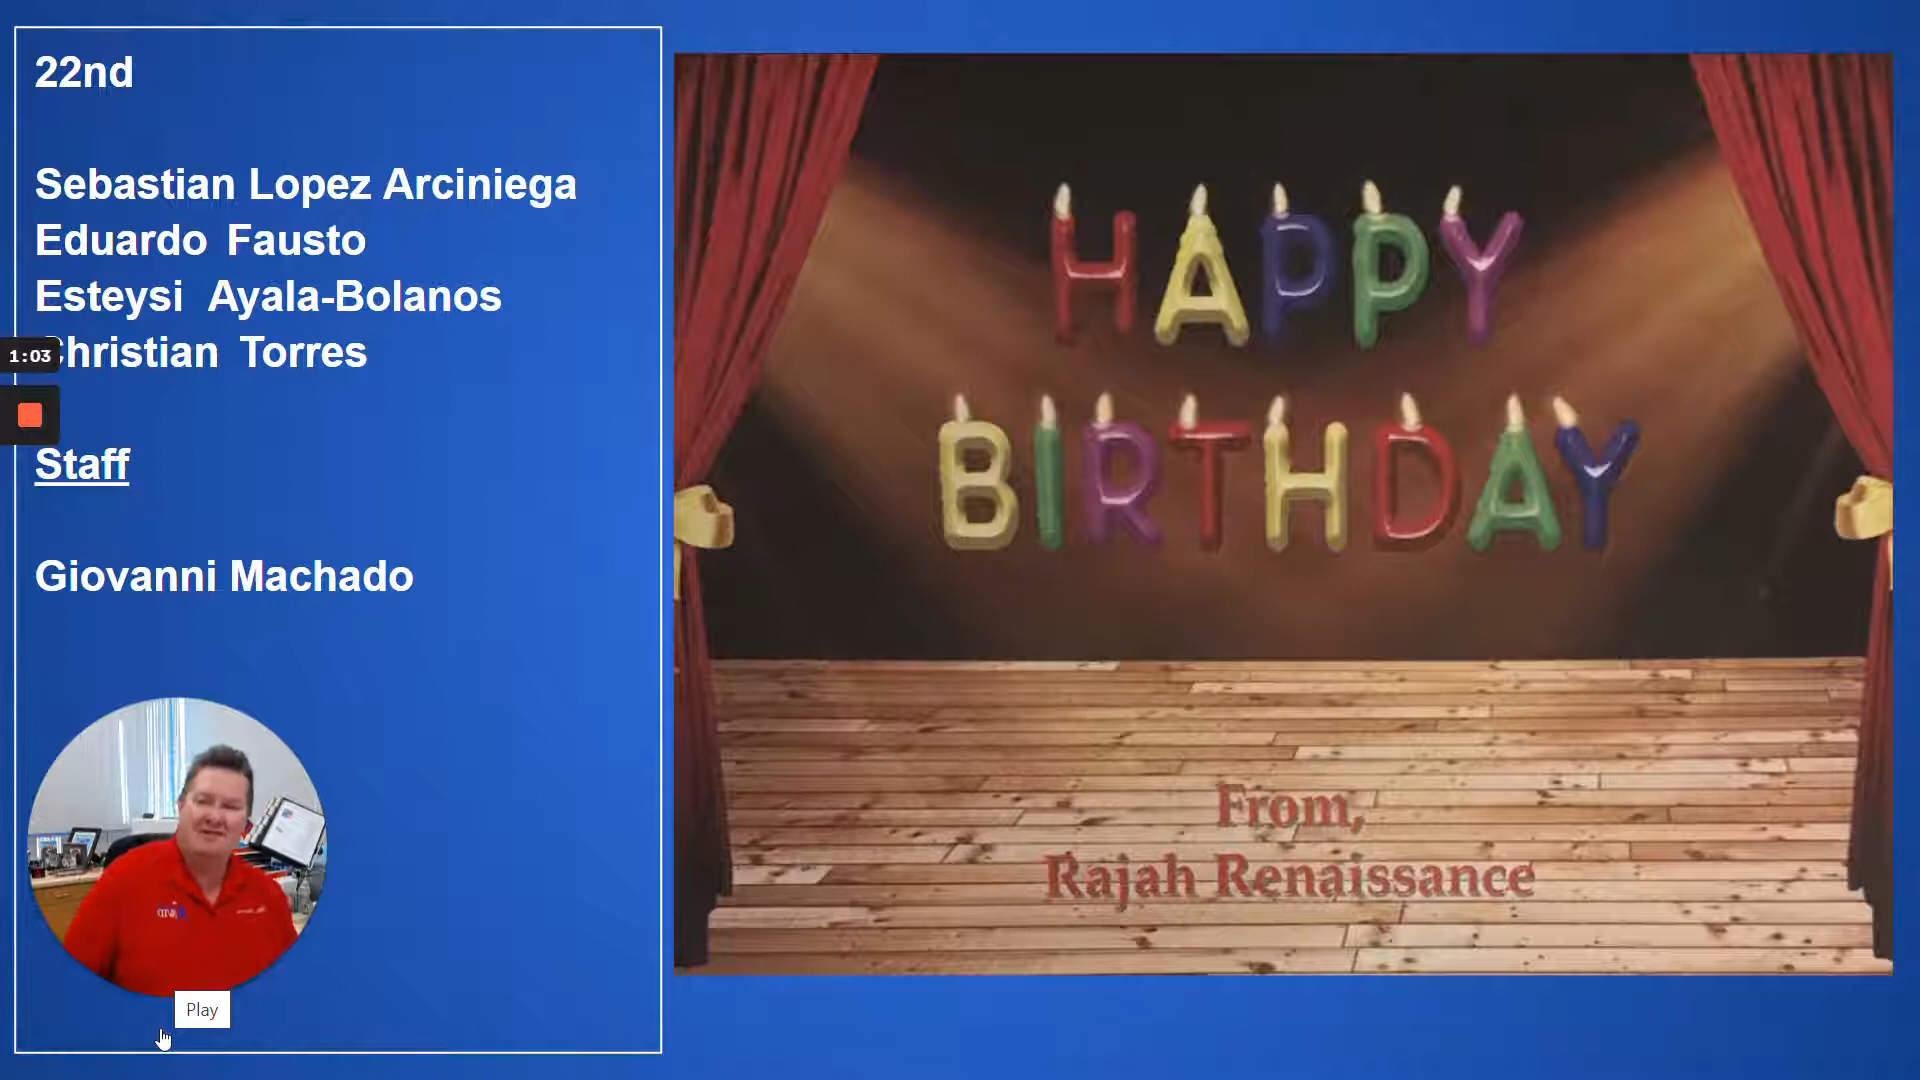 22nd
Sebastian Lopez Arciniega
Eduardo Fausto
Esteysi Ayala-Bolanos
Christian Torres
1:03
Staff
Giovanni Machado
Play
HAPPY
BIRTHDAY
From,
Rajah Renaissance